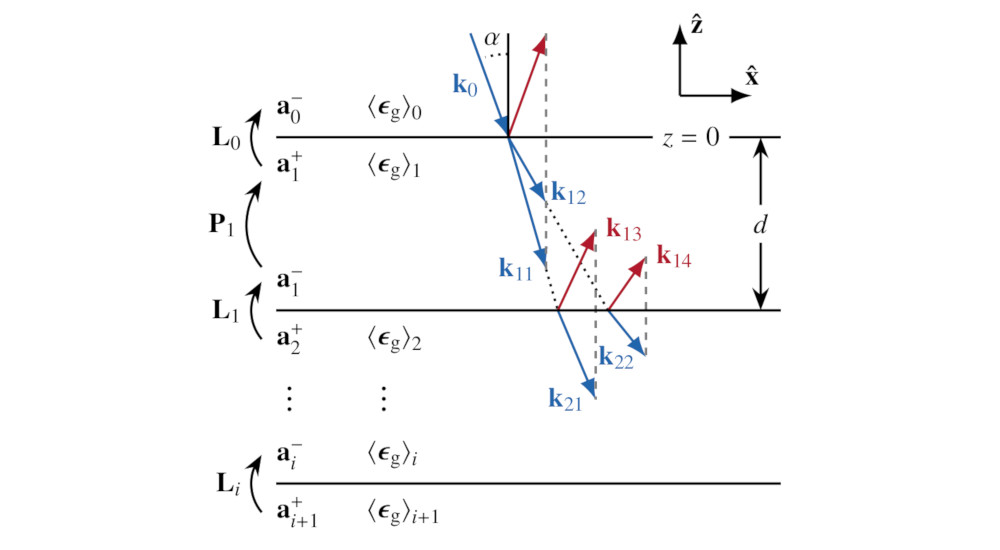 α
ẑ
x̂
k₀
a₀⁻ ⟨ϵg⟩₀
L₀
z = 0
a₁⁺ ⟨ϵg⟩₁
k₁₂
P₁
d
k₁₃
k₁₄
k₁₁
a₁⁻
L₁
a₂⁺ ⟨ϵg⟩₂
k₂₂
k₂₁
⋮ ⋮
aᵢ⁻ ⟨ϵg⟩ᵢ
Lᵢ
aᵢ₊₁⁺ ⟨ϵg⟩ᵢ₊₁